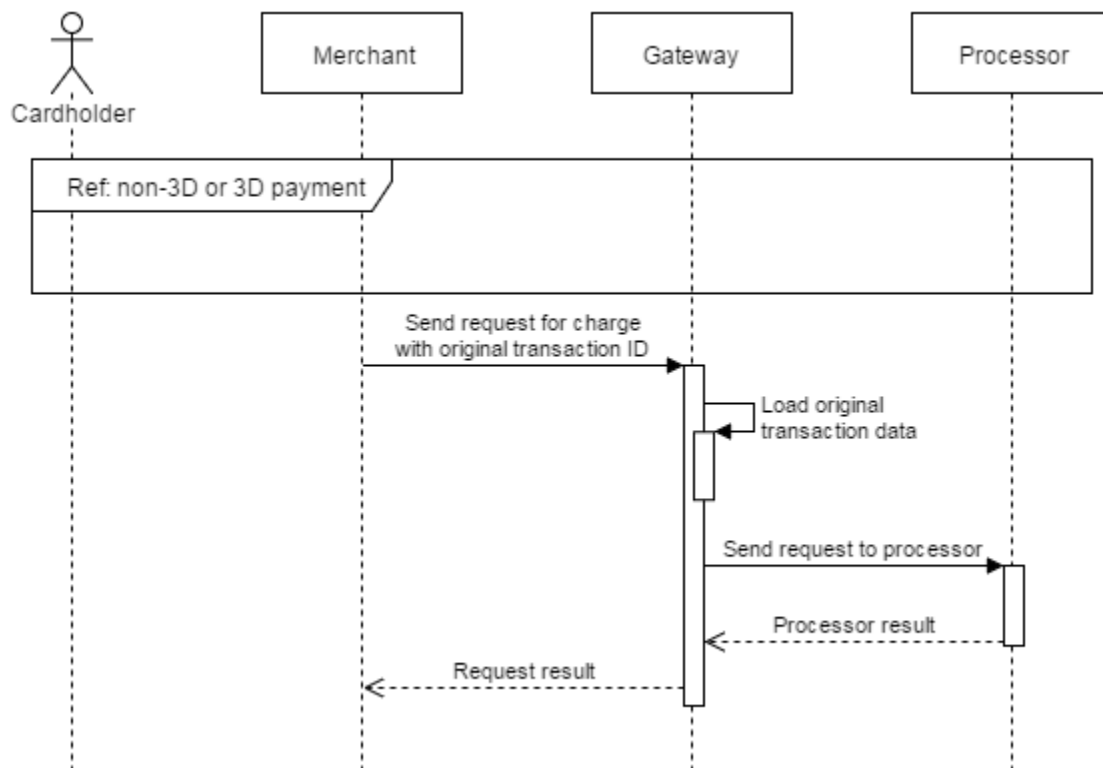 Merchant
Gateway
Processor
Cardholder
Ref: non-3D or 3D payment
Send request for charge
with original transaction ID
Load original
transaction data
Send request to processor
Processor result
Request result